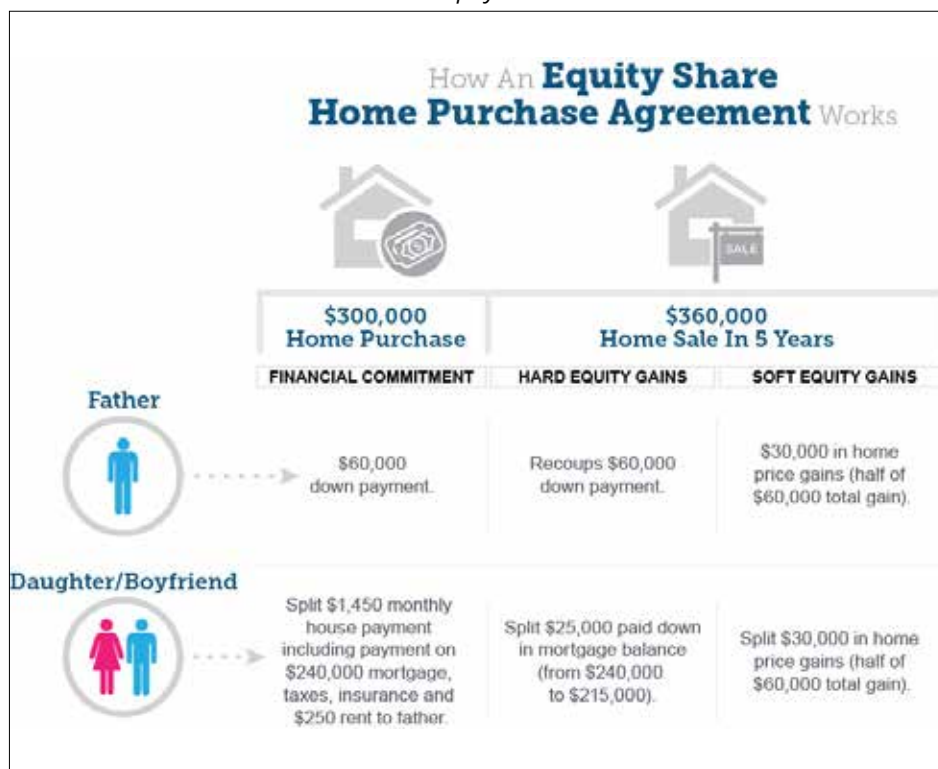 How An Equity Share
Home Purchase Agreement Works
SALE
$300,000
Home Purchase
$360,000
Home Sale In 5 Years
FINANCIAL COMMITMENT
HARD EQUITY GAINS
SOFT EQUITY GAINS
Father
$60,000
down payment.
Recoups $60,000
down payment.
$30,000 in home
price gains (half of
$60,000 total gain).
Daughter/Boyfriend
Split $1,450 monthly
house payment
including payment on
$240,000 mortgage,
taxes, insurance and
$250 rent to father.
Split $25,000 paid down
in mortgage balance
(from $240,000
to $215,000).
Split $30,000 in home
price gains (half of
$60,000 total gain).